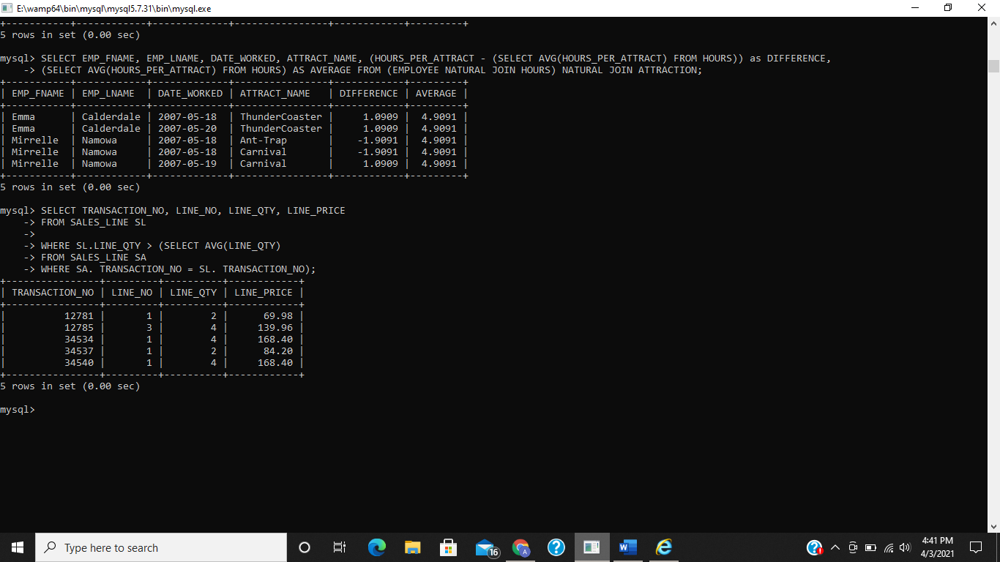 E:\wamp64\bin\mysql\mysql5.7.31\bin\mysql.exe
+-----------+------------+-------------+----------------+------------+---------+
5 rows in set (0.00 sec)
mysql> SELECT EMP_FNAME, EMP_LNAME, DATE_WORKED, ATTRACT_NAME, (HOURS_PER_ATTRACT - (SELECT AVG(HOURS_PER_ATTRACT) FROM HOURS)) as DIFFERENCE,
    -> (SELECT AVG(HOURS_PER_ATTRACT) FROM HOURS) AS AVERAGE FROM (EMPLOYEE NATURAL JOIN HOURS) NATURAL JOIN ATTRACTION;
+-----------+------------+-------------+----------------+------------+---------+
| EMP_FNAME | EMP_LNAME  | DATE_WORKED | ATTRACT_NAME   | DIFFERENCE | AVERAGE |
+-----------+------------+-------------+----------------+------------+---------+
| Emma      | Calderdale | 2007-05-18  | ThunderCoaster |     1.0909 |  4.9091 |
| Emma      | Calderdale | 2007-05-20  | ThunderCoaster |     1.0909 |  4.9091 |
| Mirrelle  | Namowa     | 2007-05-18  | Ant-Trap       |    -1.9091 |  4.9091 |
| Mirrelle  | Namowa     | 2007-05-18  | Carnival       |    -1.9091 |  4.9091 |
| Mirrelle  | Namowa     | 2007-05-19  | Carnival       |     1.0909 |  4.9091 |
+-----------+------------+-------------+----------------+------------+---------+
5 rows in set (0.00 sec)
mysql> SELECT TRANSACTION_NO, LINE_NO, LINE_QTY, LINE_PRICE
    -> FROM SALES_LINE SL
    ->
    -> WHERE SL.LINE_QTY > (SELECT AVG(LINE_QTY)
    -> FROM SALES_LINE SA
    -> WHERE SA. TRANSACTION_NO = SL. TRANSACTION_NO);
+----------------+---------+----------+------------+
| TRANSACTION_NO | LINE_NO | LINE_QTY | LINE_PRICE |
+----------------+---------+----------+------------+
|          12781 |       1 |        2 |      69.98 |
|          12785 |       3 |        4 |     139.96 |
|          34534 |       1 |        4 |     168.40 |
|          34537 |       1 |        2 |      84.20 |
|          34540 |       1 |        4 |     168.40 |
+----------------+---------+----------+------------+
5 rows in set (0.00 sec)
mysql>
Type here to search
16
A
4:41 PM
4/3/2021